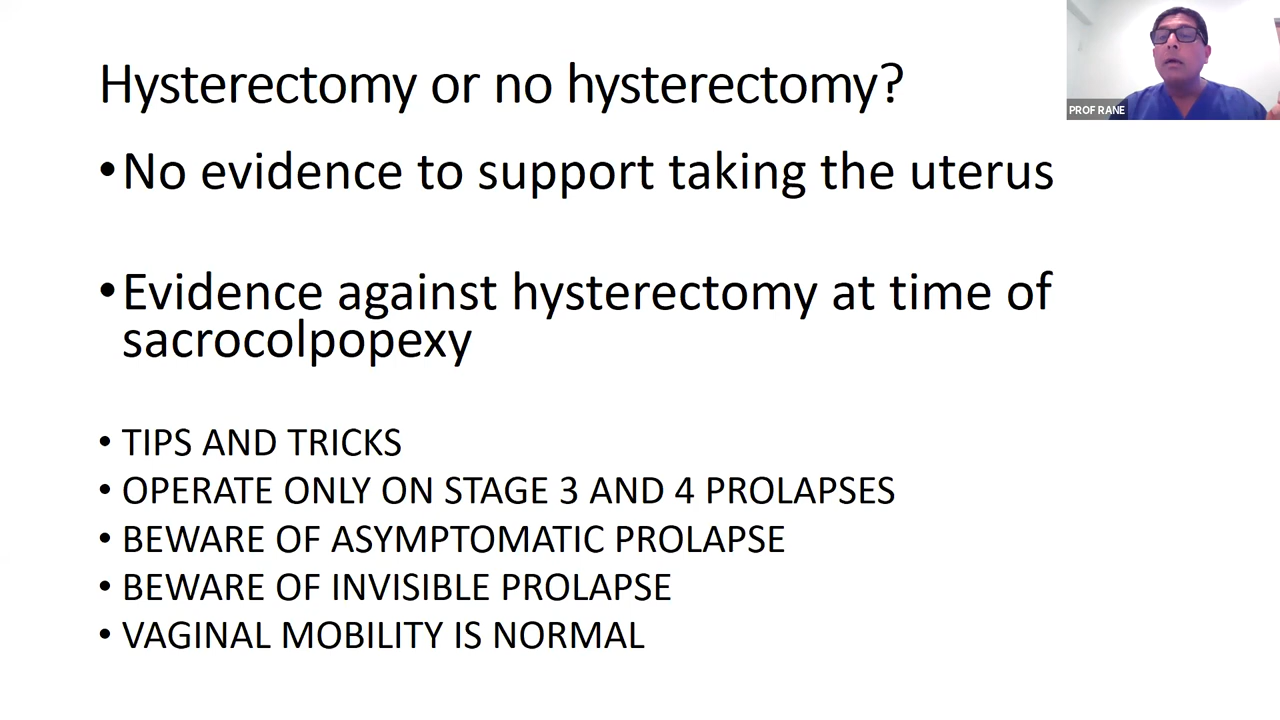 Hysterectomy or no hysterectomy?
PROF RANE
•No evidence to support taking the uterus
•Evidence against hysterectomy at time of
sacrocolpopexy
• TIPS AND TRICKS
• OPERATE ONLY ON STAGE 3 AND 4 PROLAPSES
• BEWARE OF ASYMPTOMATIC PROLAPSE
• BEWARE OF INVISIBLE PROLAPSE
• VAGINAL MOBILITY IS NORMAL